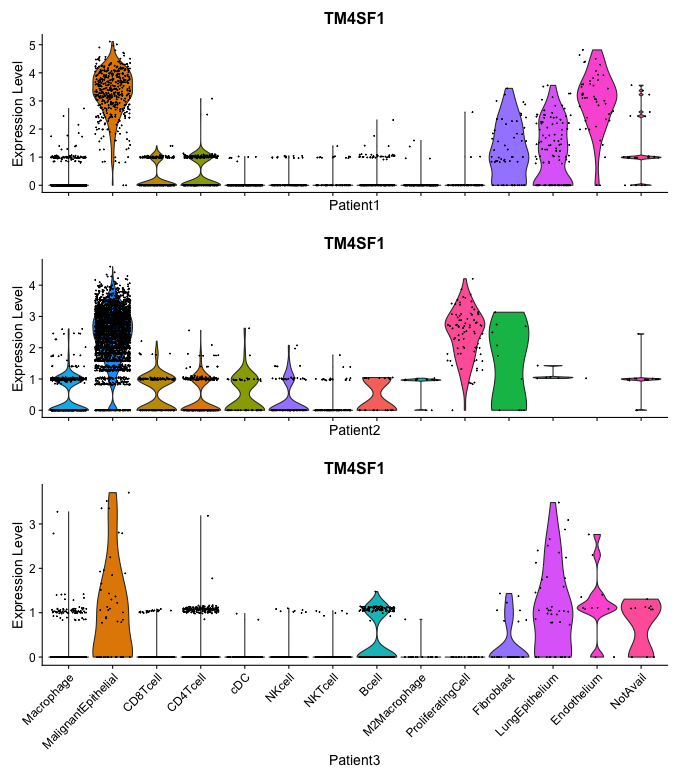 TM4SF1
Expression Level
5
4
3
2
1
0
Patient1
TM4SF1
Expression Level
4
3
2
1
0
Patient2
TM4SF1
Expression Level
3
2
1
0
Macrophage
MalignantEpithelial
CD8Tcell
CD4Tcell
cDC
NKcell
NKTcell
Bcell
M2Macrophage
ProliferatingCell
Fibroblast
LungEpithelium
Endothelium
NotAvail
Patient3